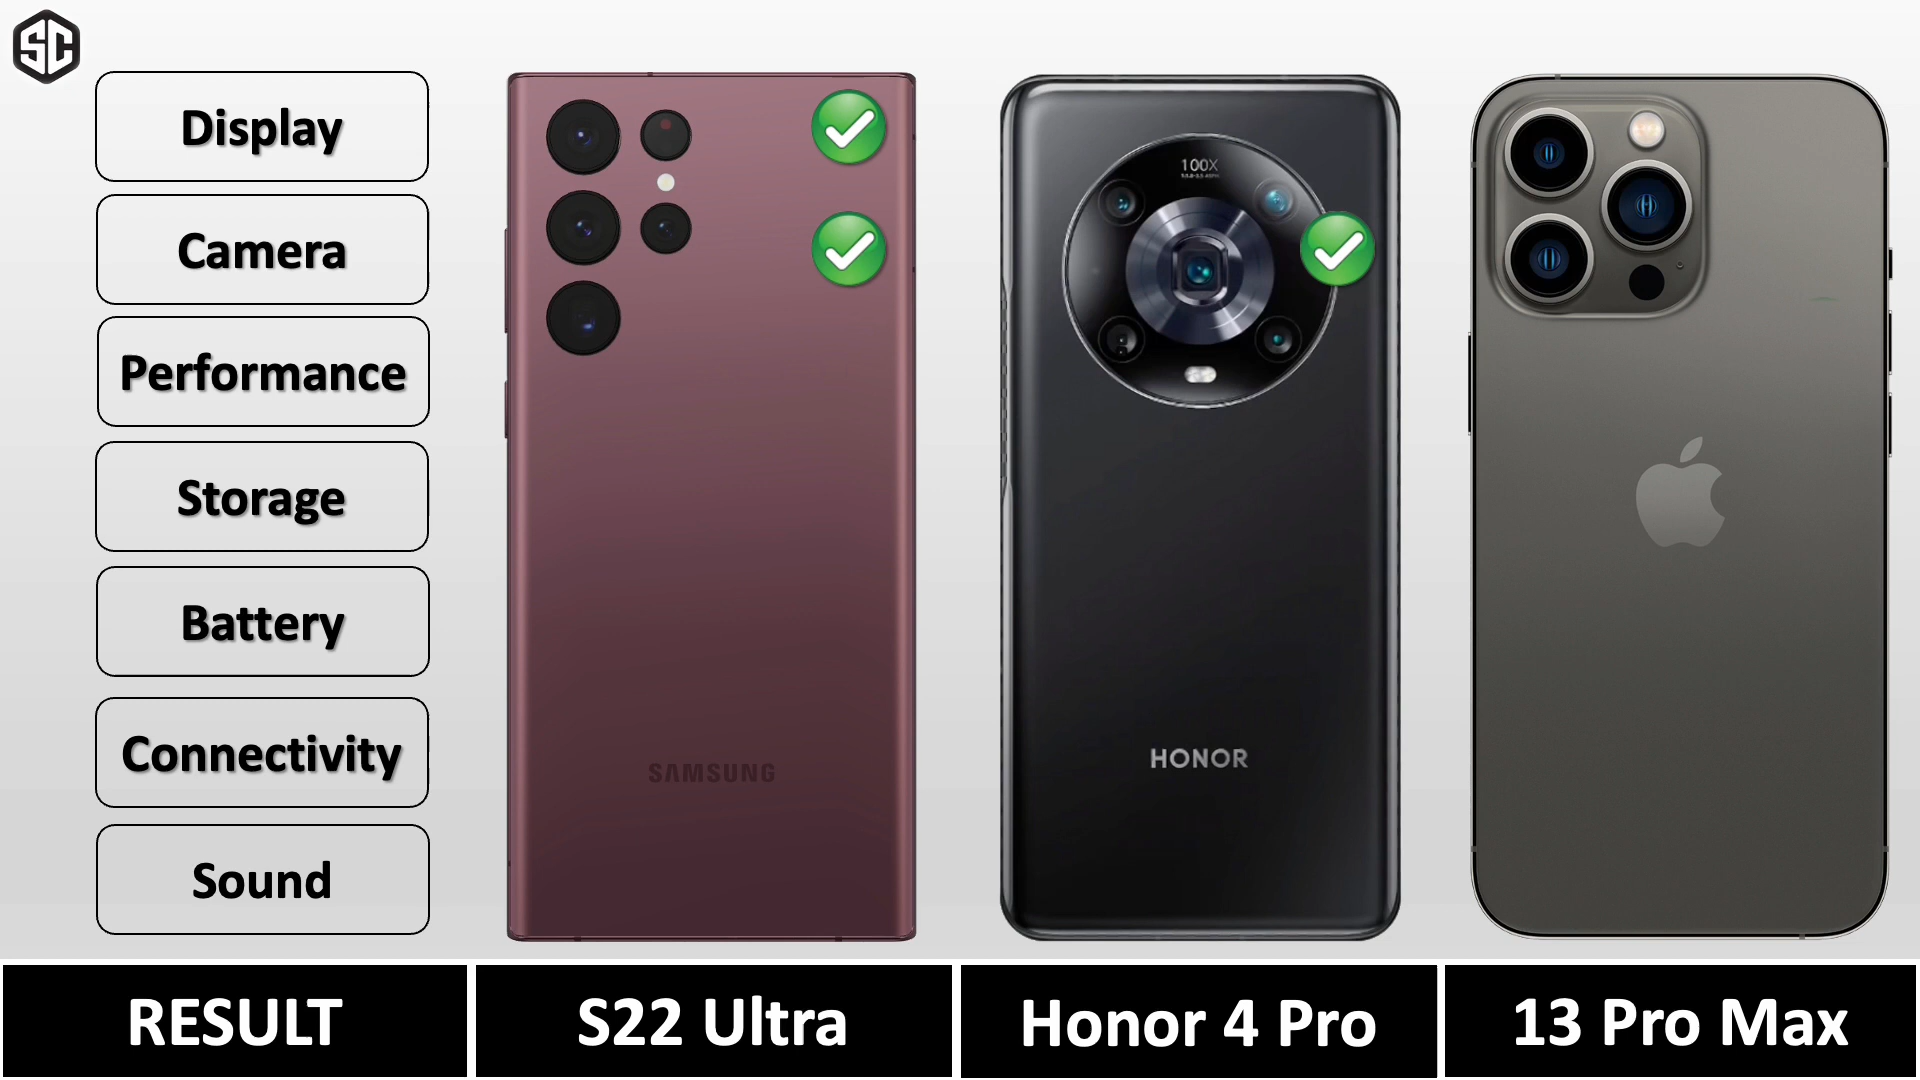 SC
Display
Camera
Performance
Storage
Battery
Connectivity
Sound
100X
SAMSUNG
HONOR
RESULT
S22 Ultra
Honor 4 Pro
13 Pro Max